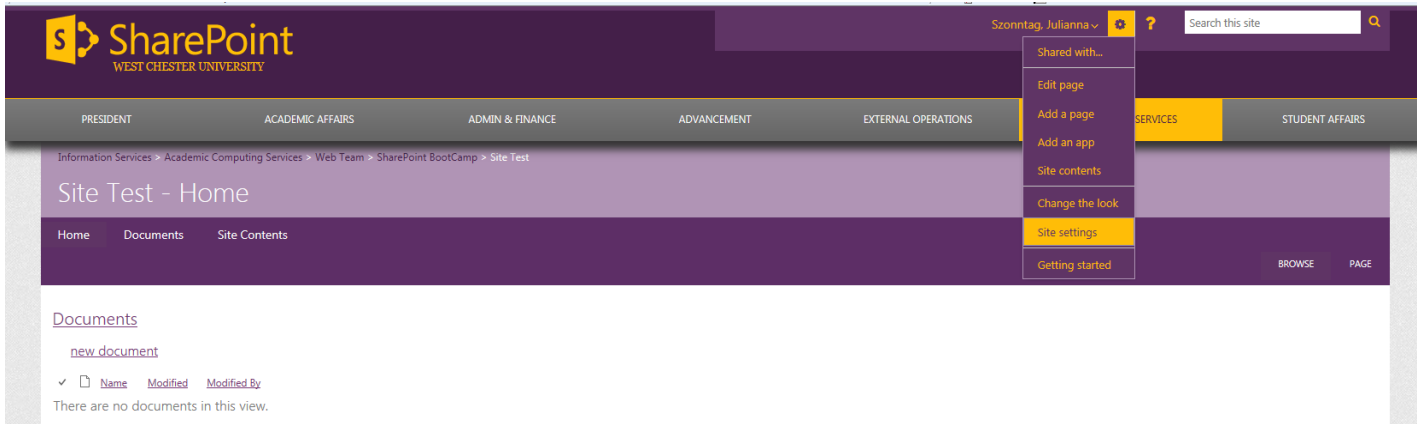 Szonntag, Julianna ? Search this site
S SharePoint
WEST CHESTER UNIVERSITY
Shared with...
Edit page
Add a page
Add an app
Site contents
Change the look
Site settings
Getting started
PRESIDENT ACADEMIC AFFAIRS ADMIN & FINANCE ADVANCEMENT EXTERNAL OPERATIONS SERVICES STUDENT AFFAIRS
Information Services > Academic Computing Services > Web Team > SharePoint BootCamp > Site Test
Site Test - Home
Home Documents Site Contents
BROWSE PAGE
Documents
new document
Name Modified Modified By
There are no documents in this view.